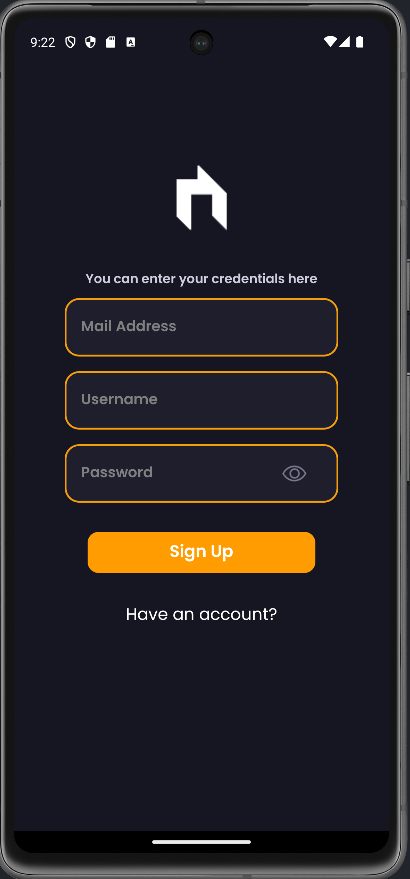 9:22
You can enter your credentials here
Mail Address
Username
Password
Sign Up
Have an account?